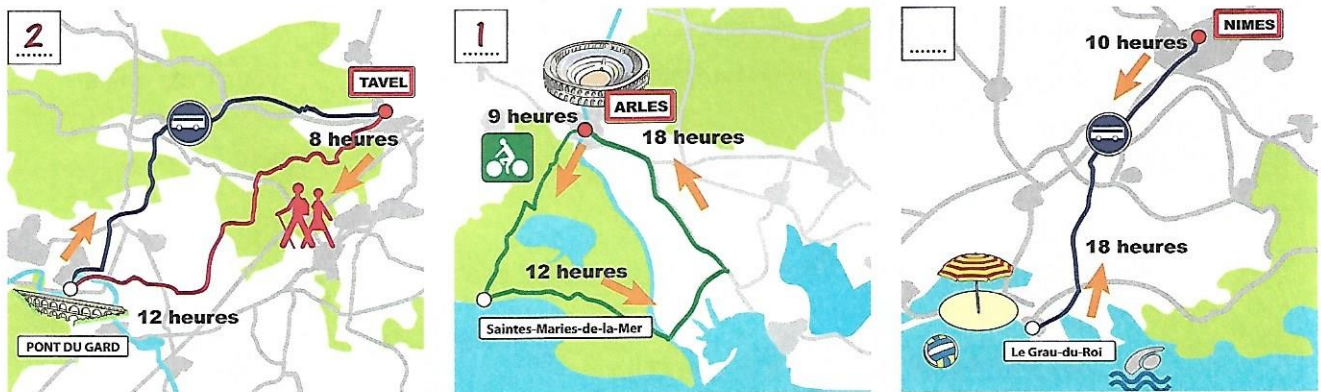 2
........
TAVEL
8 heures
12 heures
PONT DU GARD
1
........
ARLES
9 heures
18 heures
12 heures
Saintes-Maries-de-la-Mer
........
NIMES
10 heures
18 heures
Le Grau-du-Roi